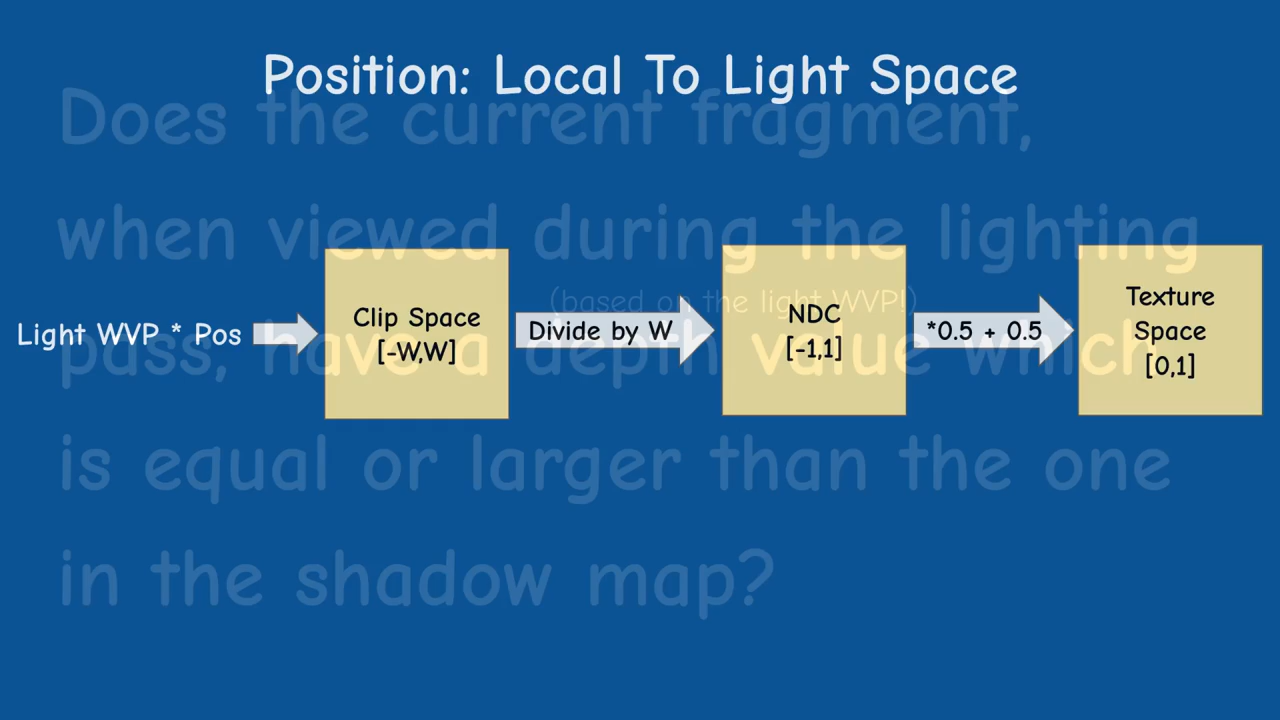 Position: Local To Light Space
Does the current fragment,
when viewed during the lighting
(based on the light WVP!)
pass, have a depth value which
is equal or larger than the one
in the shadow map?
Light WVP * Pos
Clip Space
[-W,W]
Divide by W
NDC
[-1,1]
*0.5 + 0.5
Texture
Space
[0,1]